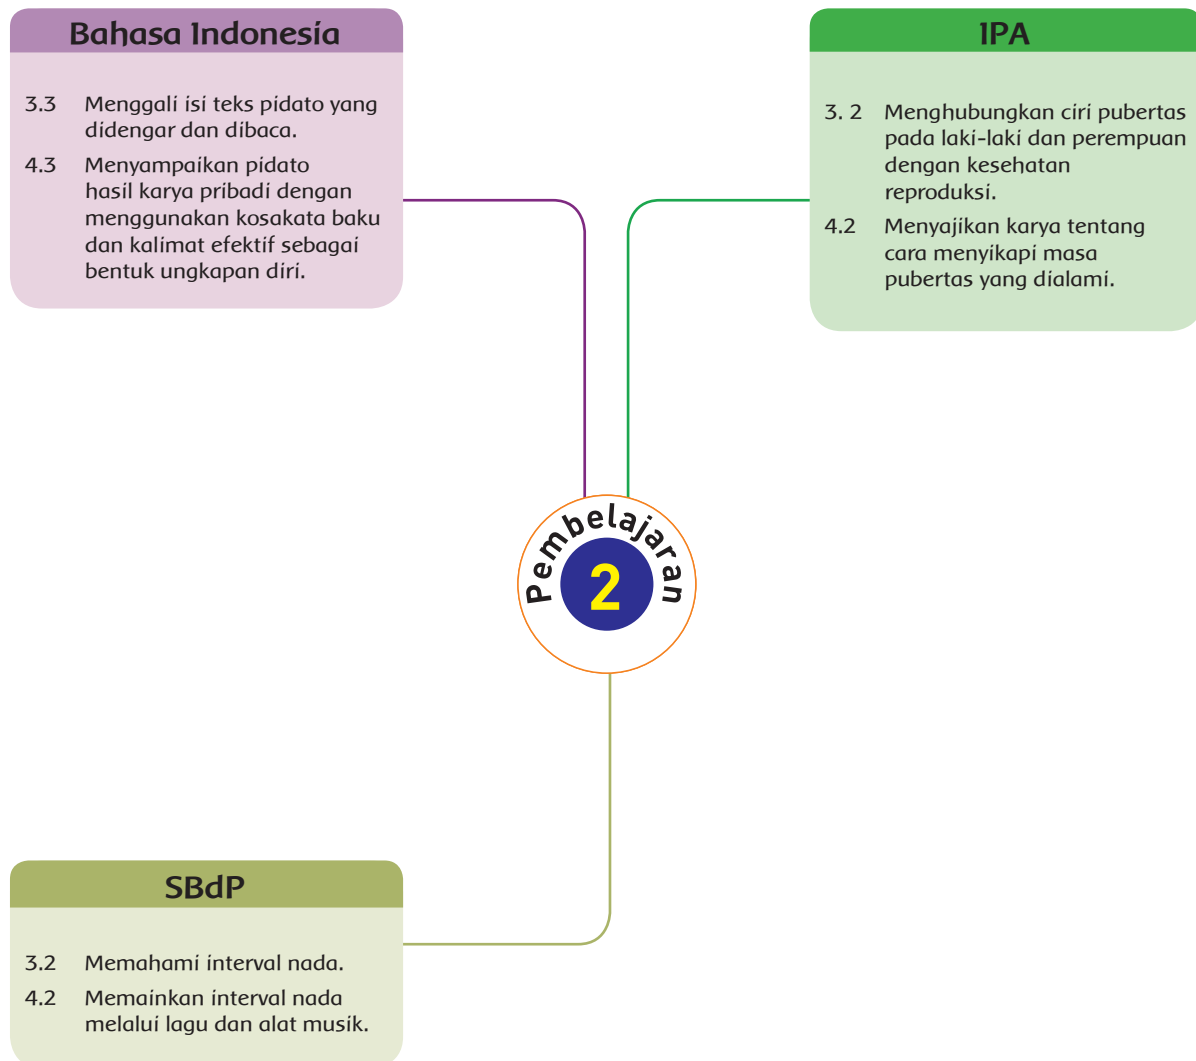 Bahasa Indonesia
3.3 Menggali isi teks pidato yang
didengar dan dibaca.
4.3 Menyampaikan pidato
hasil karya pribadi dengan
menggunakan kosakata baku
dan kalimat efektif sebagai
bentuk ungkapan diri.
IPA
3. 2 Menghubungkan ciri pubertas
pada laki-laki dan perempuan
dengan kesehatan
reproduksi.
4.2 Menyajikan karya tentang
cara menyikapi masa
pubertas yang dialami.
Pembelajaran
2
SBdP
3.2 Memahami interval nada.
4.2 Memainkan interval nada
melalui lagu dan alat musik.